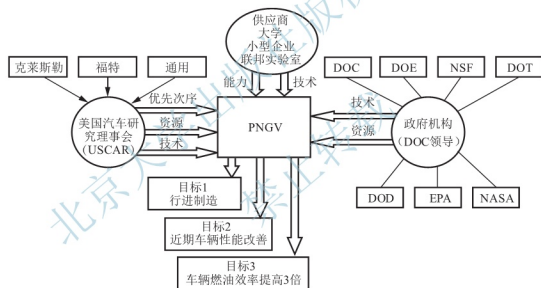 供应商
大学
小型企业
联邦实验室
克莱斯勒
福特
通用
能力
技术
DOC
DOE
NSF
DOT
美国汽车研
究理事会
(USCAR)
优先次序
资源
技术
PNGV
技术
资源
政府机构
(DOC领导)
目标1
行进制造
目标2
近期车辆性能改善
目标3
车辆燃油效率提高3倍
DOD
EPA
NASA
禁止转载